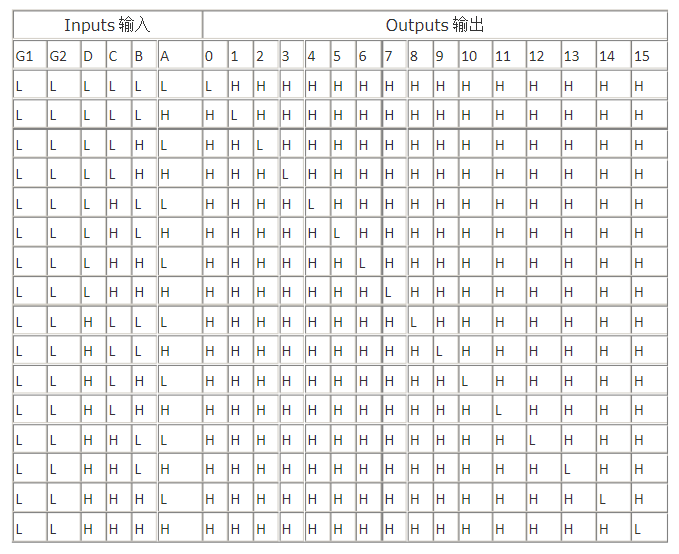 Inputs 输入 Outputs 输出
G1 G2 D C B A 0 1 2 3 4 5 6 7 8 9 10 11 12 13 14 15
L L L L L L L H H H H H H H H H H H H H H H
L L L L L H H L H H H H H H H H H H H H H H
L L L L H L H H L H H H H H H H H H H H H H
L L L L H H H H H L H H H H H H H H H H H H
L L L H L L H H H H L H H H H H H H H H H H
L L L H L H H H H H H L H H H H H H H H H H
L L L H H L H H H H H H L H H H H H H H H H
L L L H H H H H H H H H H L H H H H H H H H
L L H L L L H H H H H H H H L H H H H H H H
L L H L L H H H H H H H H H H L H H H H H H
L L H L H L H H H H H H H H H H L H H H H H
L L H L H H H H H H H H H H H H H L H H H H
L L H H L L H H H H H H H H H H H H L H H H
L L H H L H H H H H H H H H H H H H H L H H
L L H H H L H H H H H H H H H H H H H H L H
L L H H H H H H H H H H H H H H H H H H H L